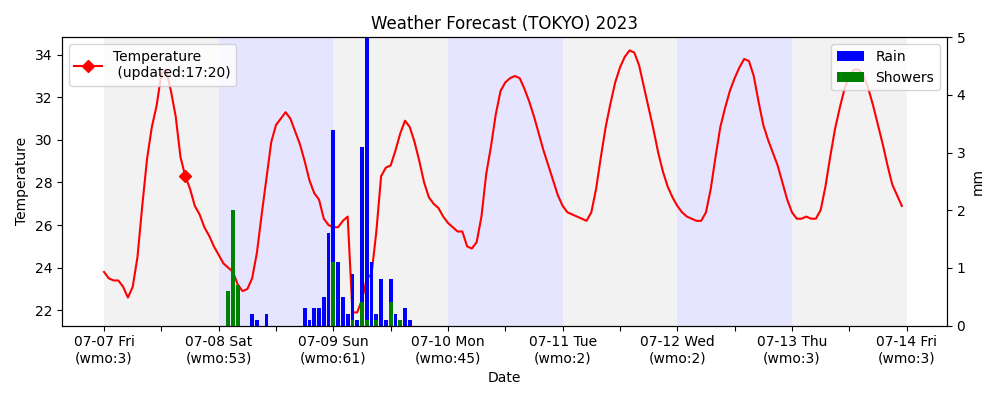 Weather Forecast (TOKYO) 2023
Temperature
(updated:17:20)
Rain
Showers
34
32
30
28
26
24
22
Temperature
5
4
3
2
1
0
mm
07-07 Fri
(wmo:3)
07-08 Sat
(wmo:53)
07-09 Sun
(wmo:61)
07-10 Mon
(wmo:45)
07-11 Tue
(wmo:2)
07-12 Wed
(wmo:2)
07-13 Thu
(wmo:3)
07-14 Fri
(wmo:3)
Date